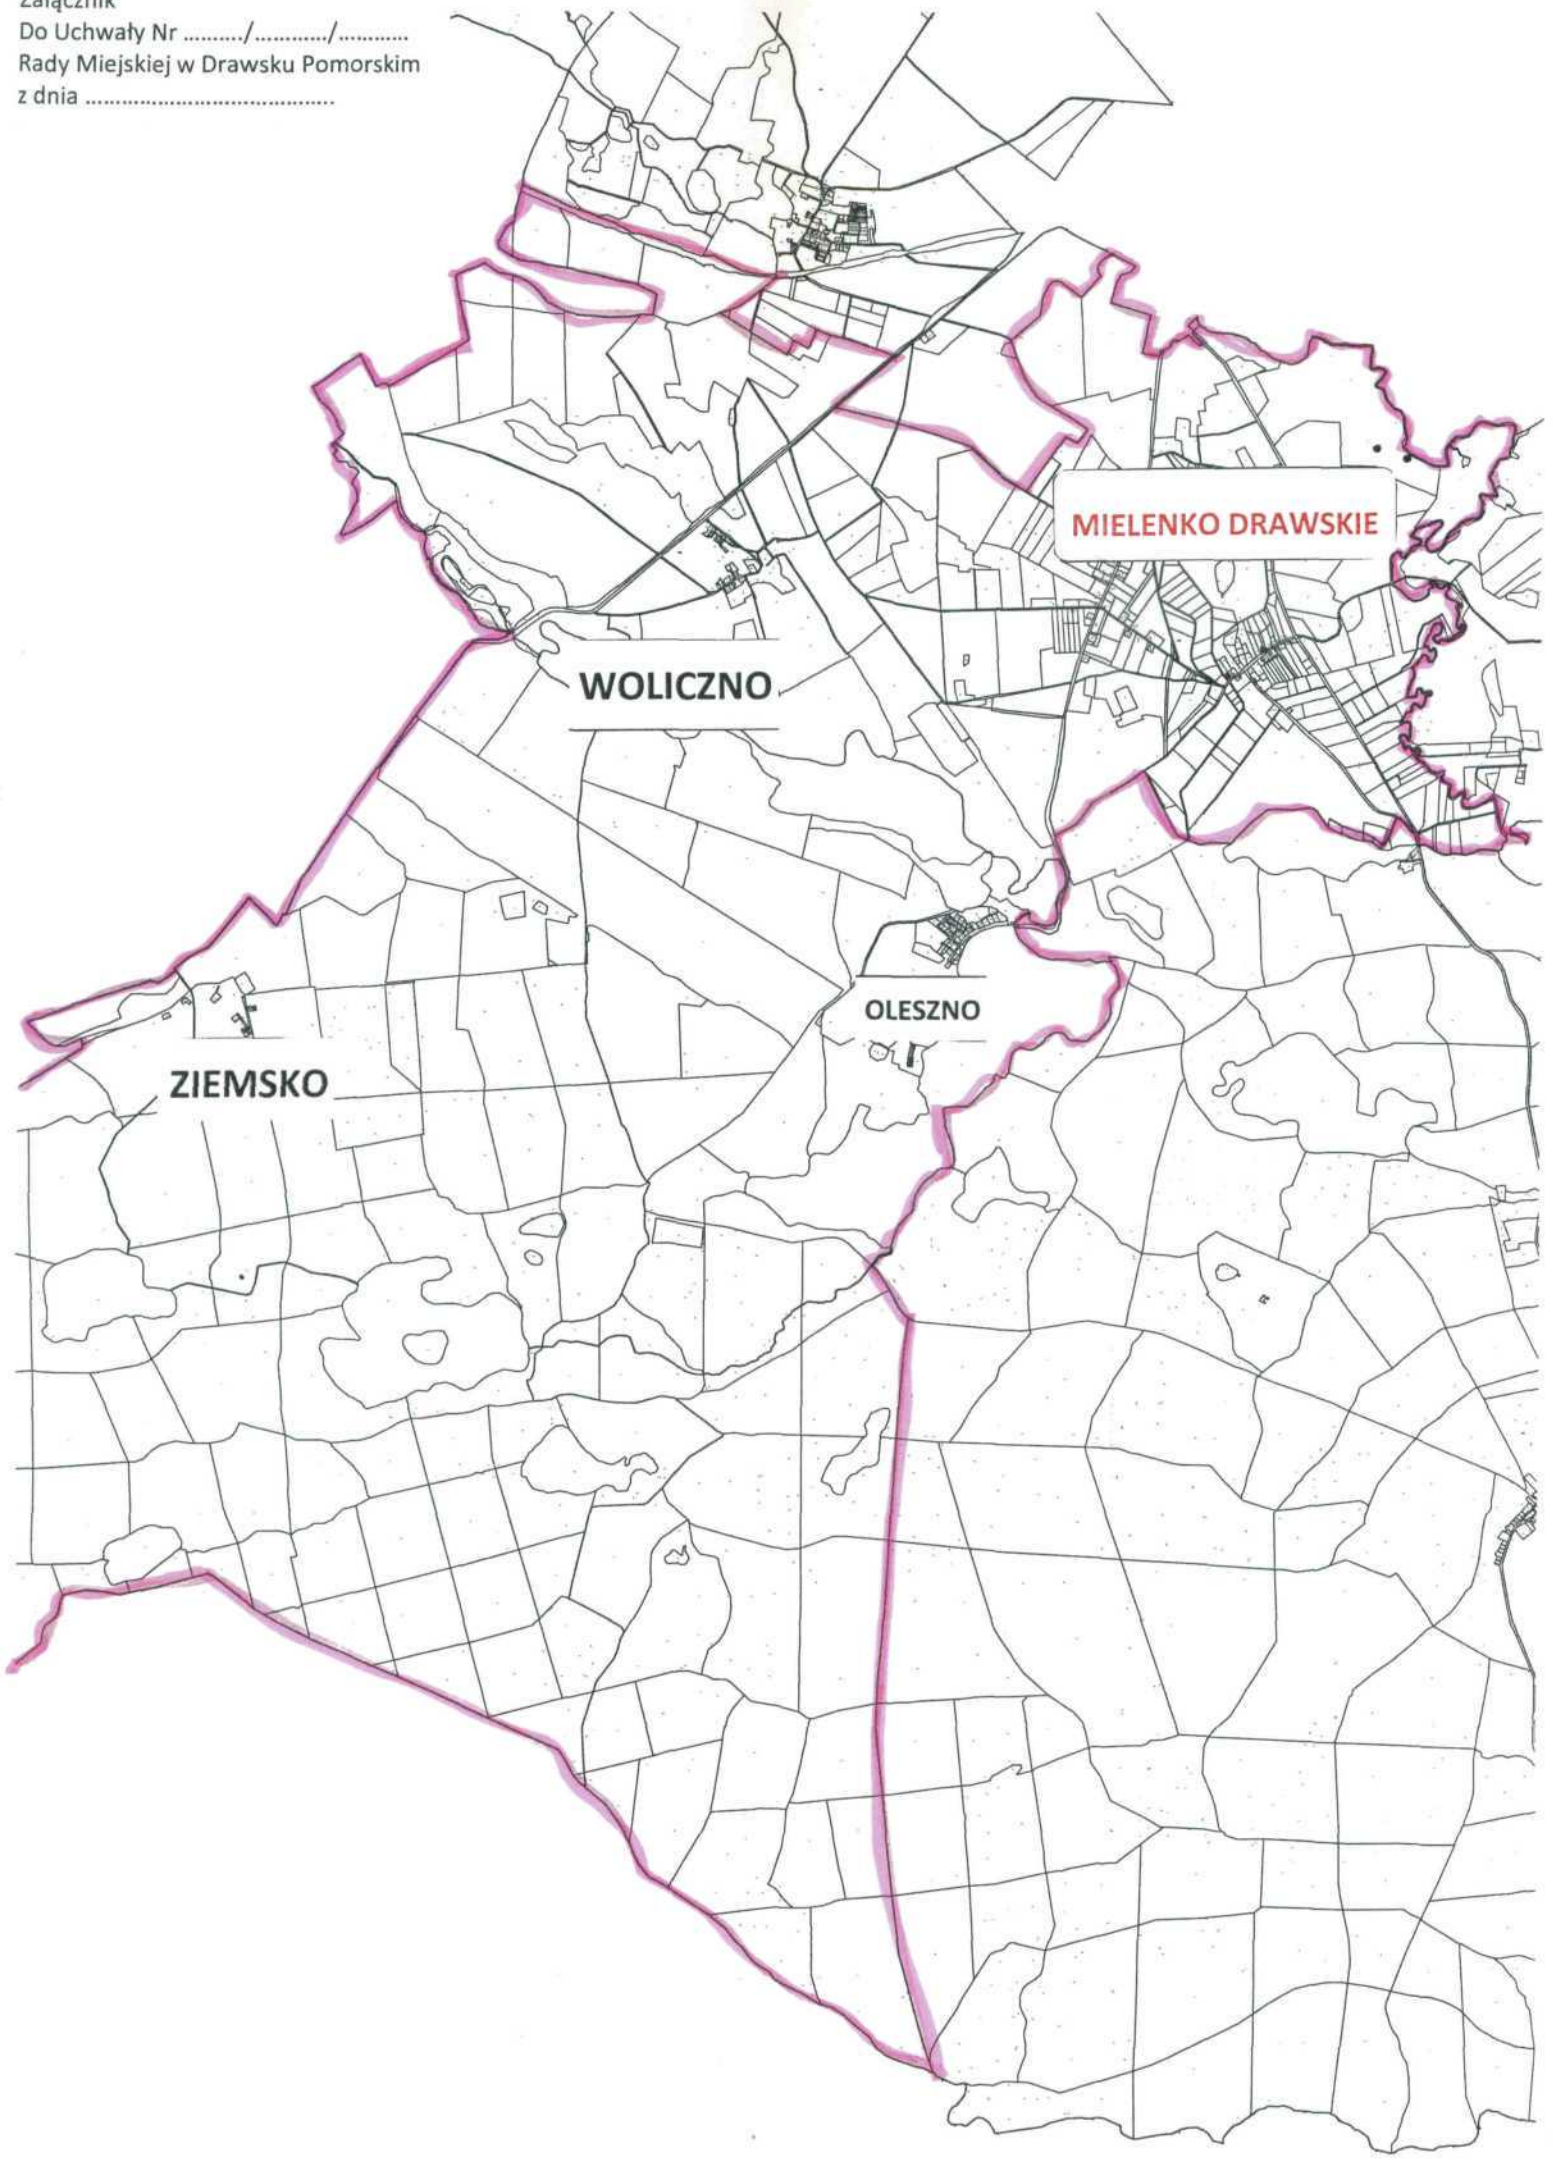 Załącznik
Do Uchwały Nr ........../............/............
Rady Miejskiej w Drawsku Pomorskim
z dnia ..........................................
MIELENKO DRAWSKIE
WOLICZNO
OLESZNO
ZIEMSKO